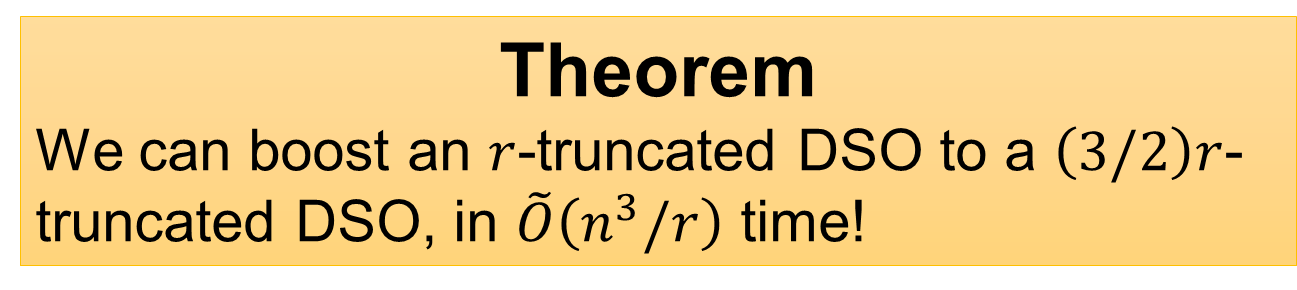 Theorem
We can boost an 𝑟-truncated DSO to a (3/2)𝑟-
truncated DSO, in Õ(𝑛³/𝑟) time!